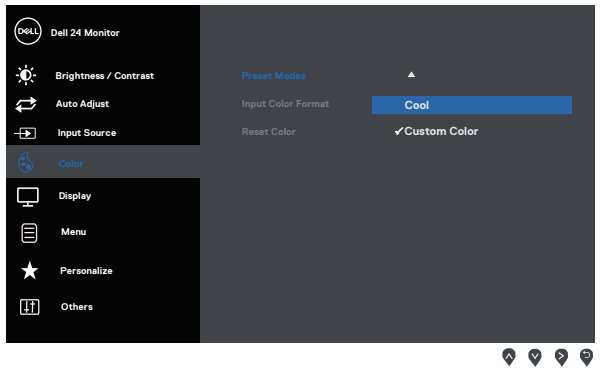 DELL
Dell 24 Monitor
Brightness / Contrast
Auto Adjust
Input Source
Color
Display
Menu
Personalize
Others
Preset Modes
Input Color Format
Reset Color
Cool
✓Custom Color